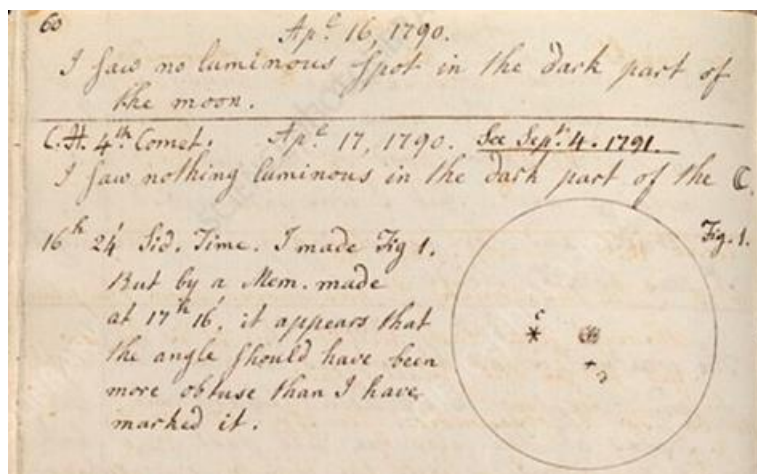 60
Apl. 16, 1790.
I saw no luminous spot in the dark part of
the moon.
C. H. 4th. Comet. Apl. 17, 1790. See Sept. 4. 1791.
I saw nothing luminous in the dark part of the ☾.
16h 24' Sid. Time. I made Fig 1.
But by a Mem. made
at 17h 16', it appears that
the angle should have been
more obtuse than I have
marked it.
Fig. 1.
c